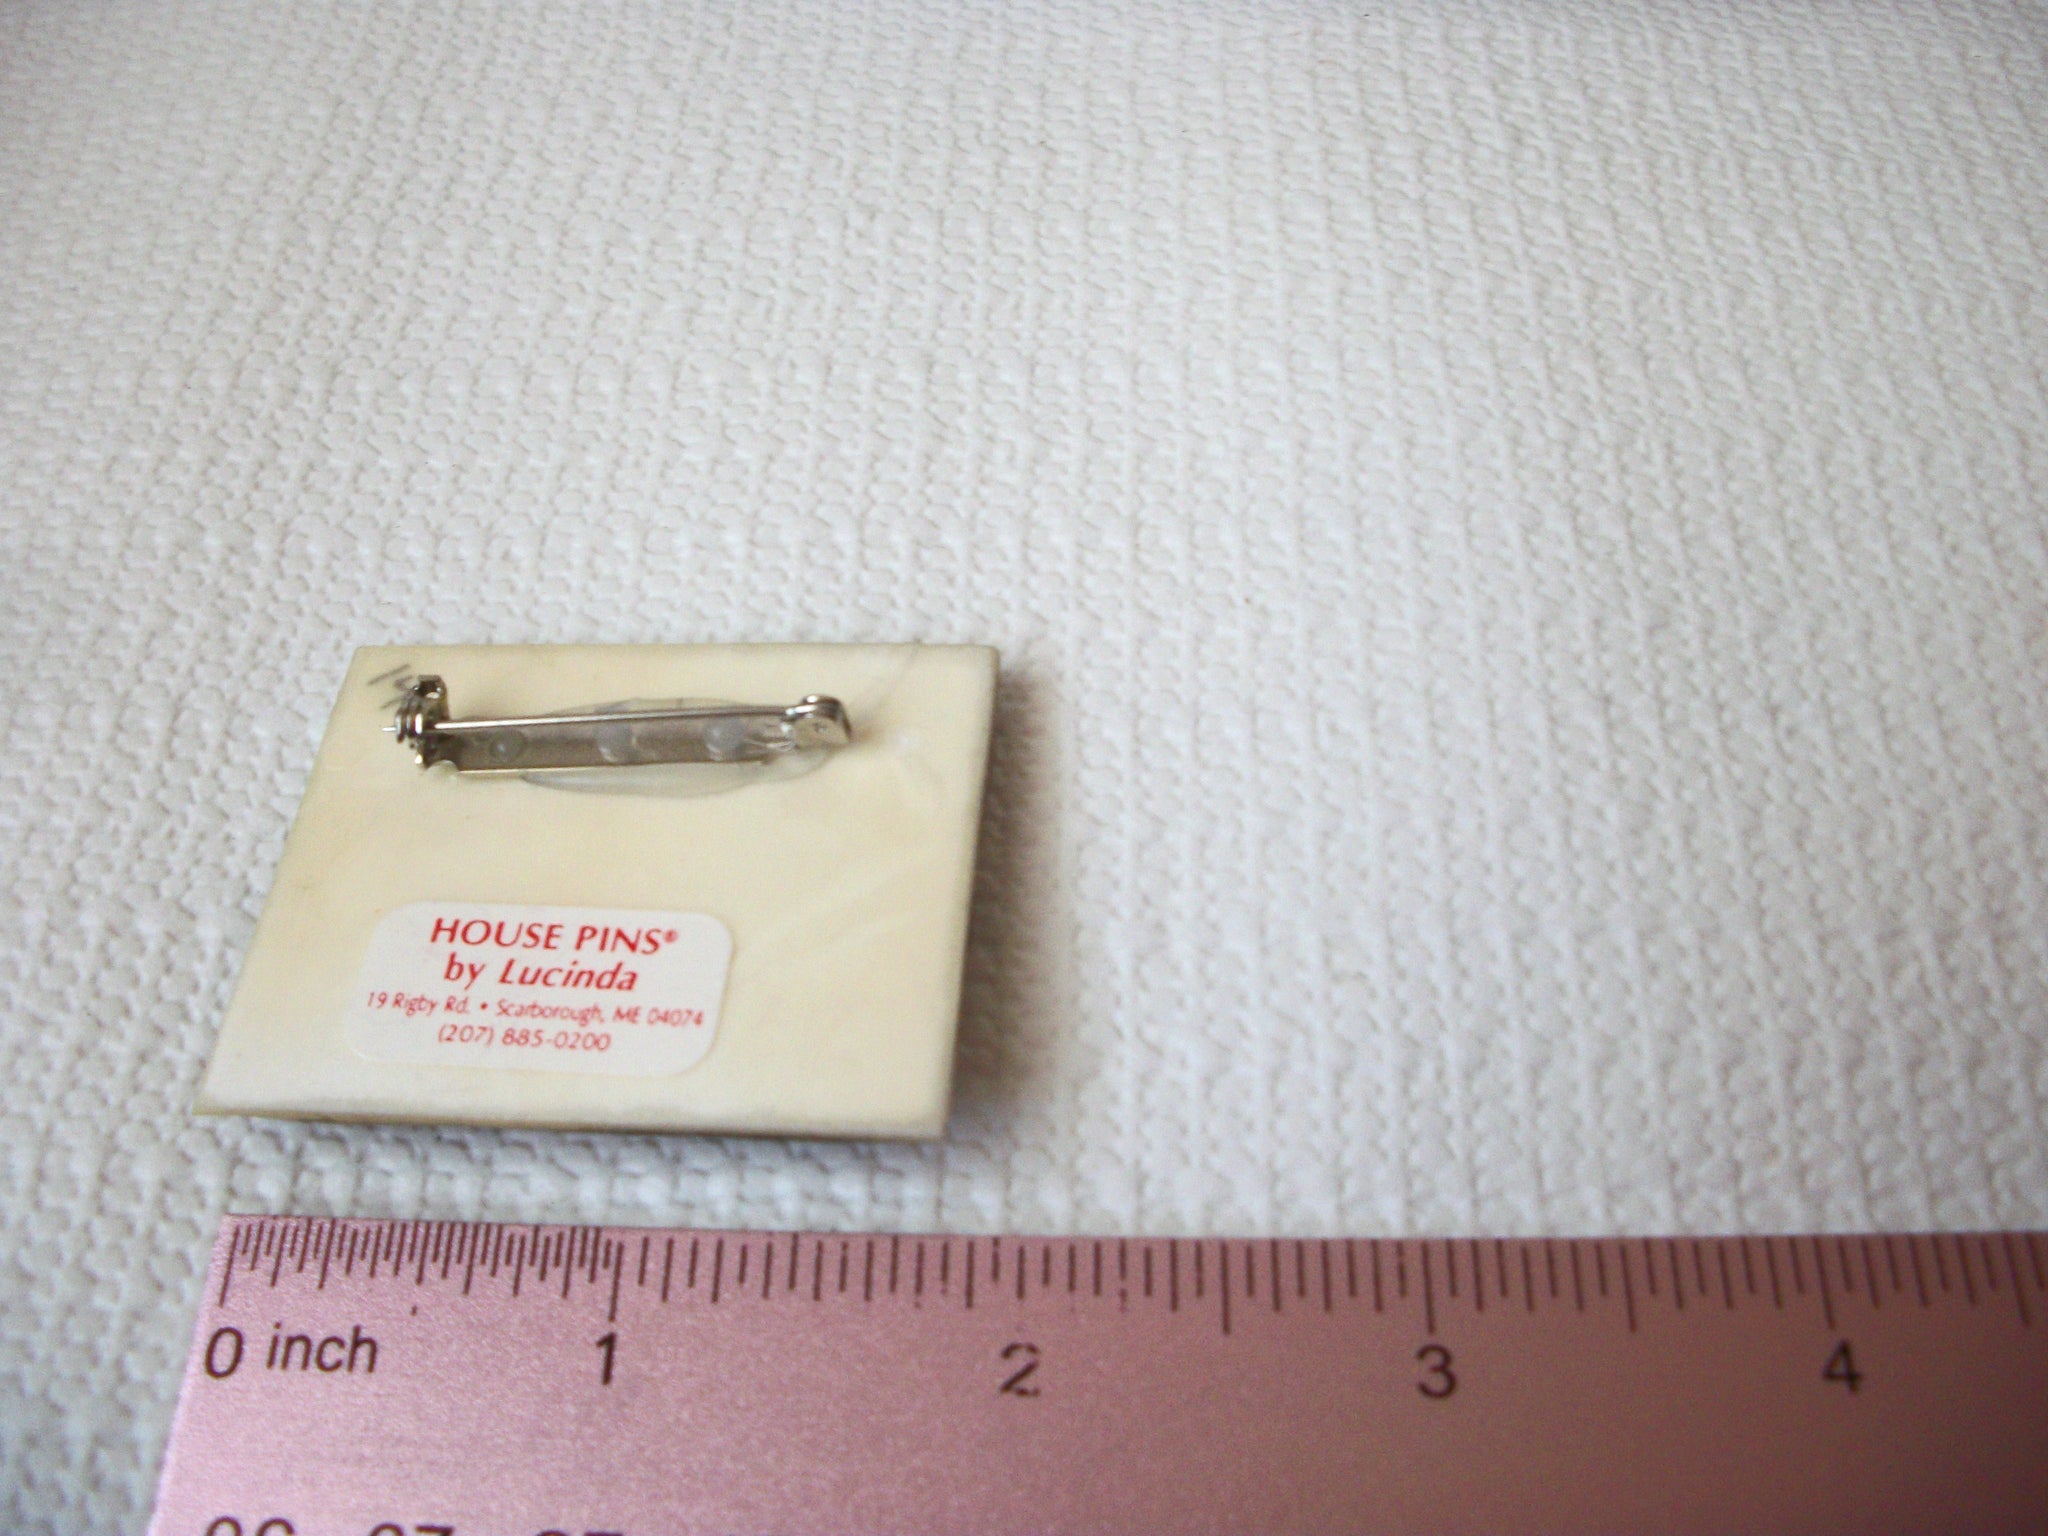 HOUSE PINS®
by Lucinda
19 Rigby Rd. • Scarborough, ME 04074
(207) 885-0200
0 inch 1 2 3 4